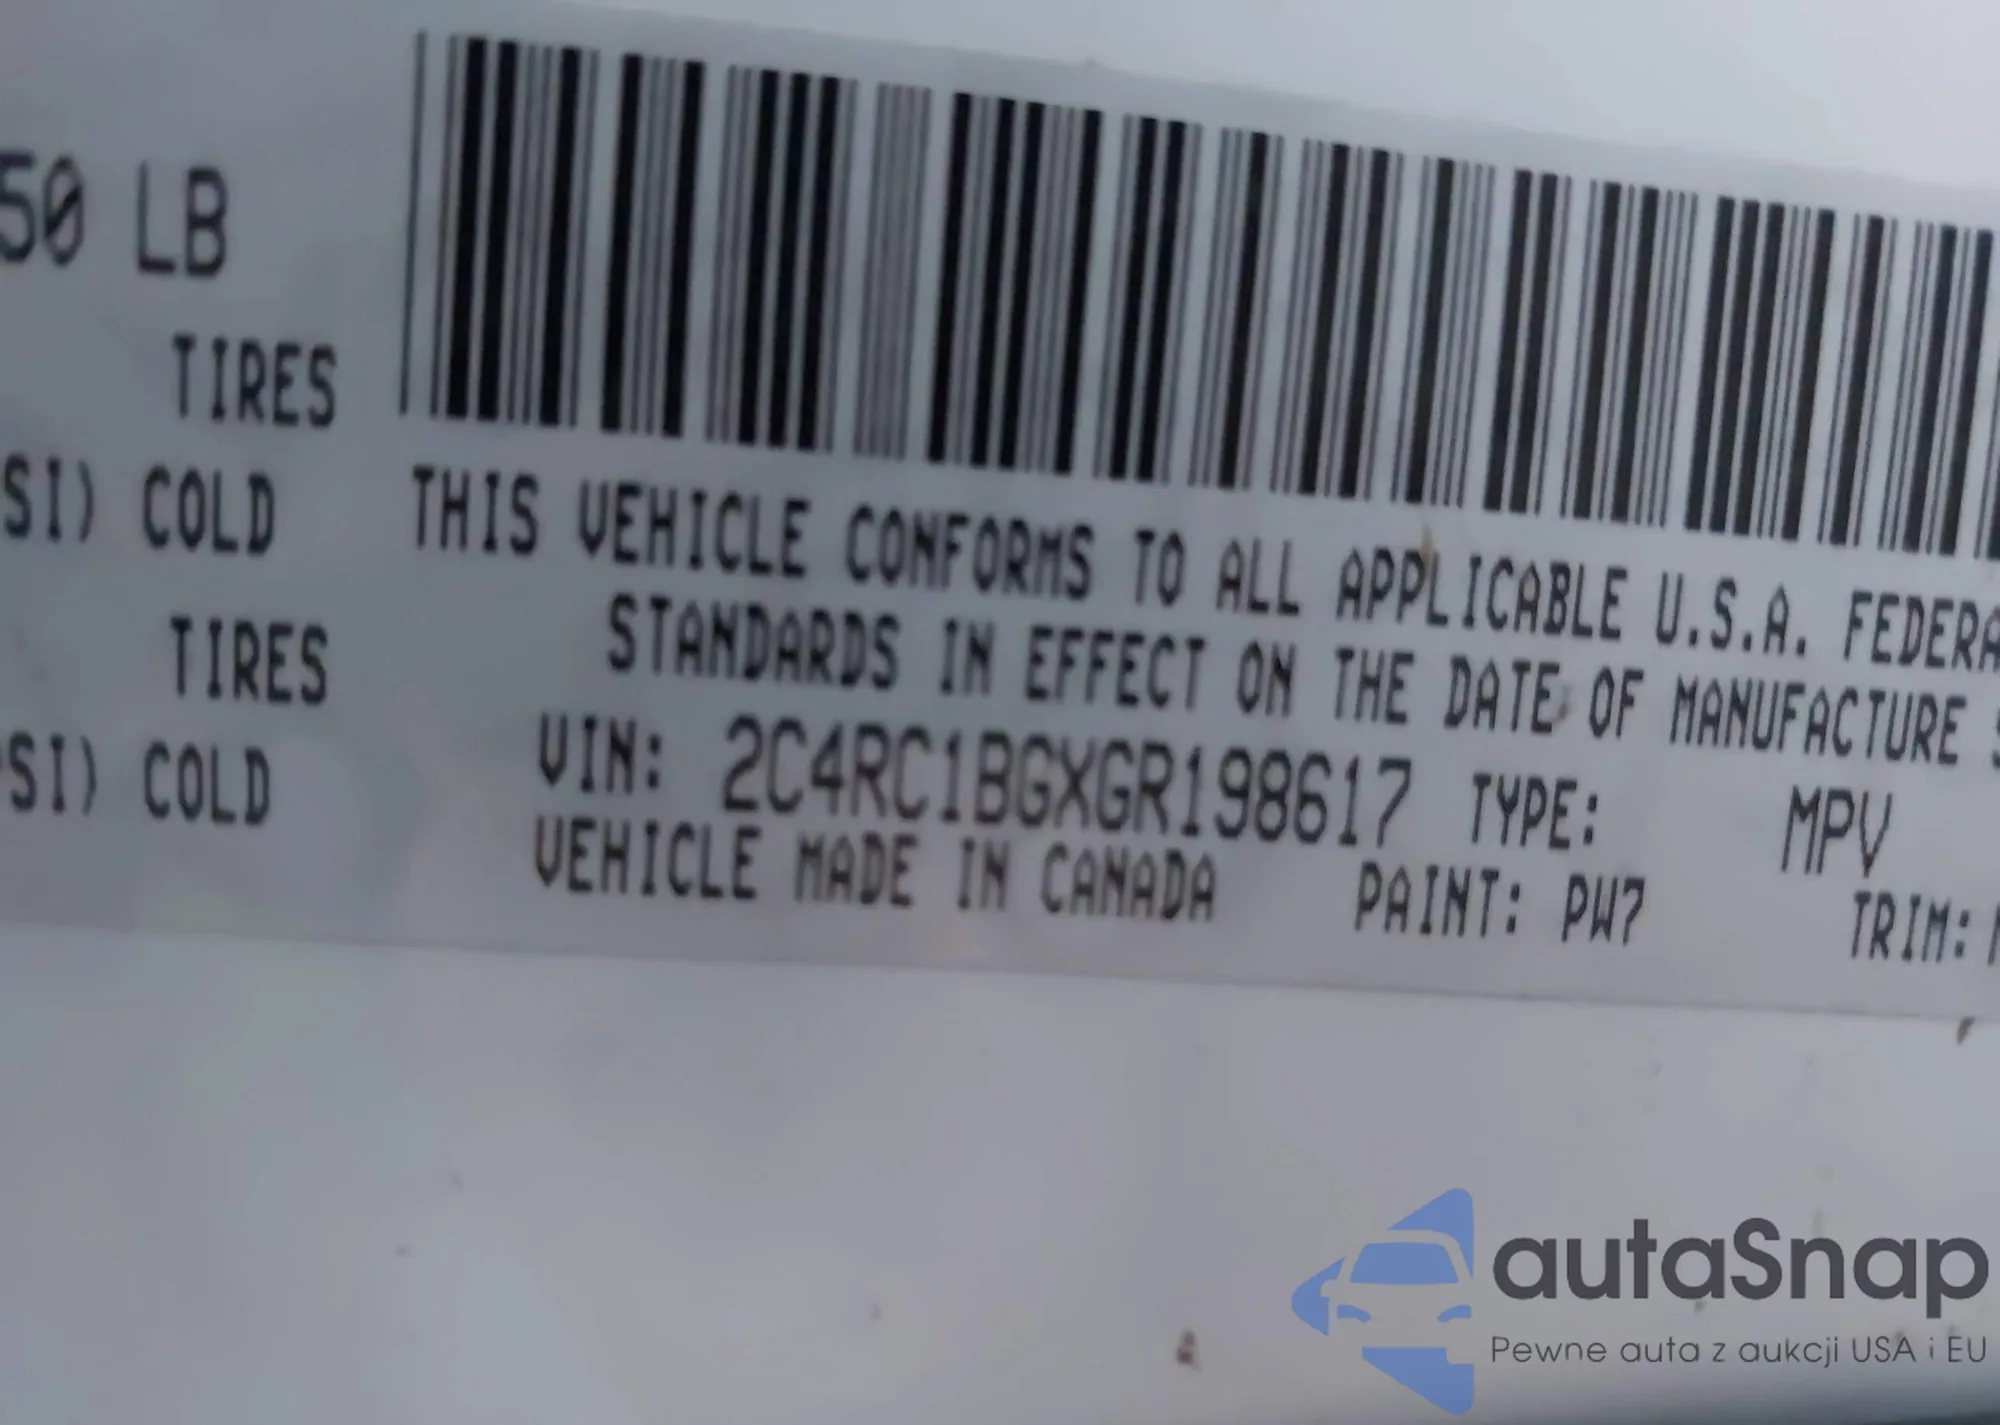 50 LB
TIRES
SI) COLD
TIRES
SI) COLD
THIS VEHICLE CONFORMS TO ALL APPLICABLE U.S.A. FEDERA
STANDARDS IN EFFECT ON THE DATE OF MANUFACTURE S
VIN: 2C4RC1BGXGR198617 TYPE: MPV
VEHICLE MADE IN CANADA PAINT: PW7 TRIM:
autaSnap
Pewne auta z aukcji USA i EU